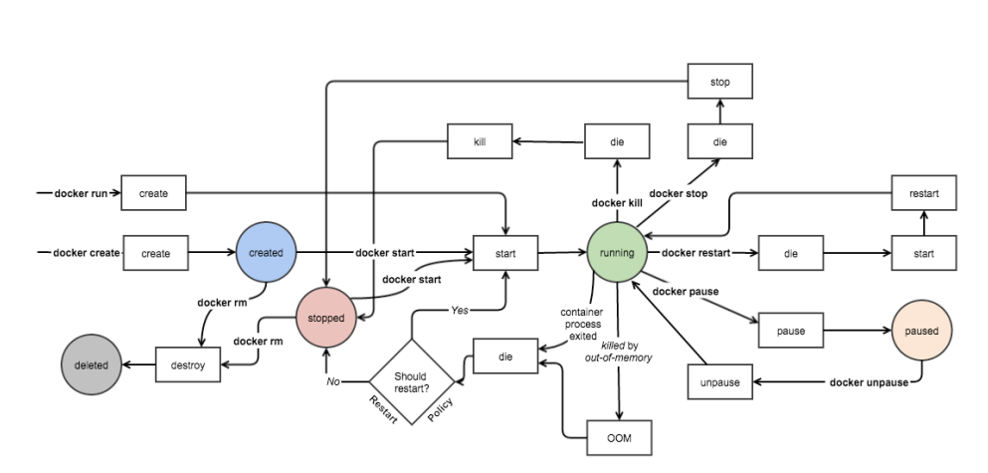 stop
kill
die
die
docker run
create
docker kill
docker stop
restart
docker create
create
created
docker start
start
running
docker restart
die
start
docker start
docker pause
docker rm
stopped
Yes
container
process
exited
pause
paused
docker rm
killed by
out-of-memory
deleted
destroy
die
No
Should
restart?
Restart
Policy
unpause
docker unpause
OOM